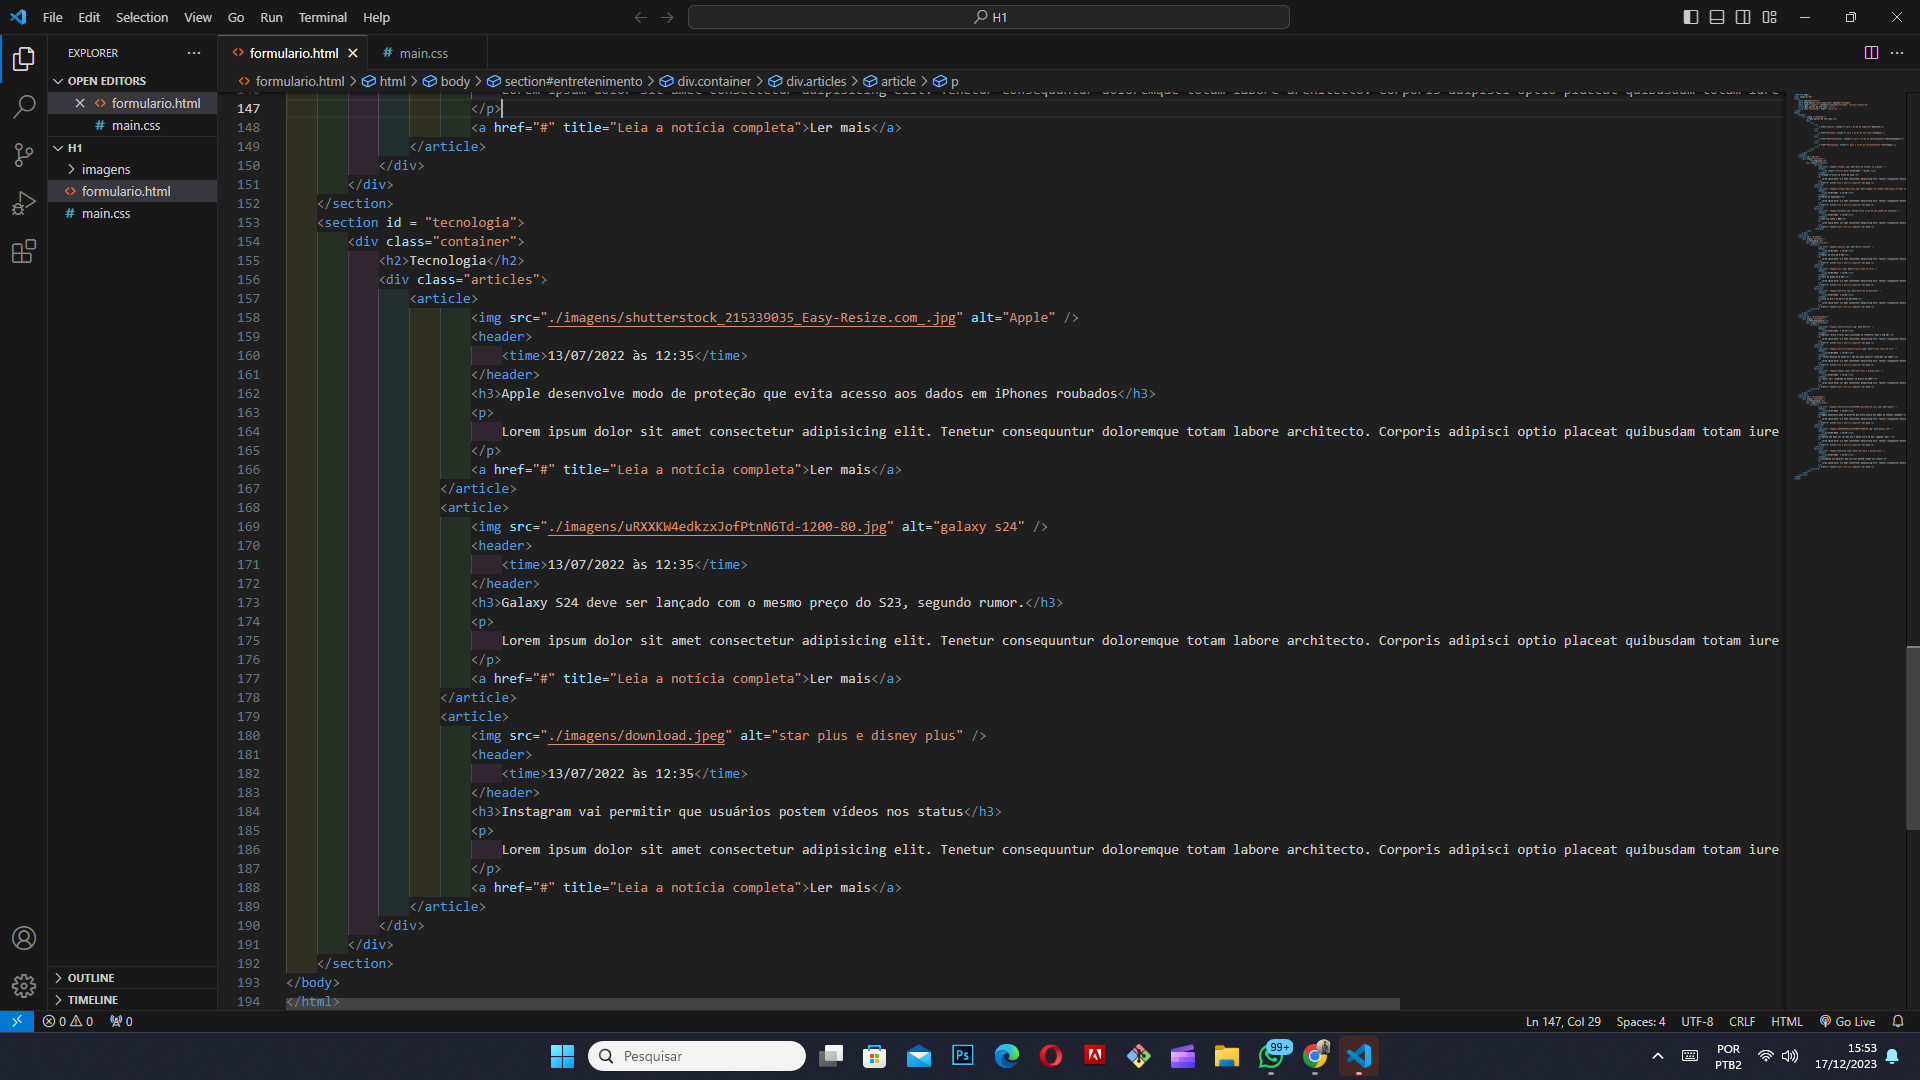 File Edit Selection View Go Run Terminal Help
H1
EXPLORER
OPEN EDITORS
formulario.html
main.css
H1
imagens
formulario.html
main.css
OUTLINE
TIMELINE
formulario.html
main.css
formulario.html > html > body > section#entretenimento > div.container > div.articles > article > p
147 </p>
148 <a href="#" title="Leia a notícia completa">Ler mais</a>
149 </article>
150 </div>
151 </div>
152 </section>
153 <section id = "tecnologia">
154 <div class="container">
155 <h2>Tecnologia</h2>
156 <div class="articles">
157 <article>
158 <img src="./imagens/shutterstock_215339035_Easy-Resize.com_.jpg" alt="Apple" />
159 <header>
160 <time>13/07/2022 às 12:35</time>
161 </header>
162 <h3>Apple desenvolve modo de proteção que evita acesso aos dados em iPhones roubados</h3>
163 <p>
164 Lorem ipsum dolor sit amet consectetur adipisicing elit. Tenetur consequuntur doloremque totam labore architecto. Corporis adipisci optio placeat quibusdam totam iure
165 </p>
166 <a href="#" title="Leia a notícia completa">Ler mais</a>
167 </article>
168 <article>
169 <img src="./imagens/uRXXKW4edkzxJofPtnN6Td-1200-80.jpg" alt="galaxy s24" />
170 <header>
171 <time>13/07/2022 às 12:35</time>
172 </header>
173 <h3>Galaxy S24 deve ser lançado com o mesmo preço do S23, segundo rumor.</h3>
174 <p>
175 Lorem ipsum dolor sit amet consectetur adipisicing elit. Tenetur consequuntur doloremque totam labore architecto. Corporis adipisci optio placeat quibusdam totam iure
176 </p>
177 <a href="#" title="Leia a notícia completa">Ler mais</a>
178 </article>
179 <article>
180 <img src="./imagens/download.jpeg" alt="star plus e disney plus" />
181 <header>
182 <time>13/07/2022 às 12:35</time>
183 </header>
184 <h3>Instagram vai permitir que usuários postem vídeos nos status</h3>
185 <p>
186 Lorem ipsum dolor sit amet consectetur adipisicing elit. Tenetur consequuntur doloremque totam labore architecto. Corporis adipisci optio placeat quibusdam totam iure
187 </p>
188 <a href="#" title="Leia a notícia completa">Ler mais</a>
189 </article>
190 </div>
191 </div>
192 </section>
193 </body>
194 </html>
0 0 0
Ln 147, Col 29 Spaces: 4 UTF-8 CRLF HTML Go Live
Pesquisar
Ps
99+
POR
PTB2
15:53
17/12/2023